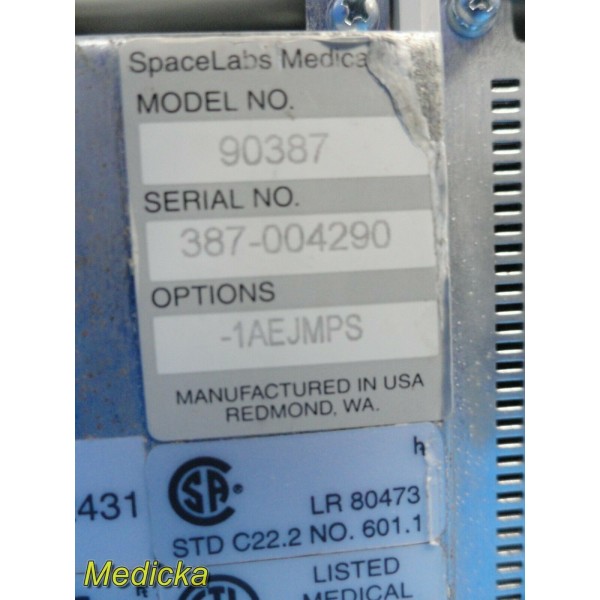 SpaceLabs Medica
MODEL NO.
90387
SERIAL NO.
387-004290
OPTIONS
-1AEJMPS
MANUFACTURED IN USA
REDMOND, WA.
431
SA
LR 80473
STD C22.2 NO. 601.1
LISTED
MEDICAL
Medicka